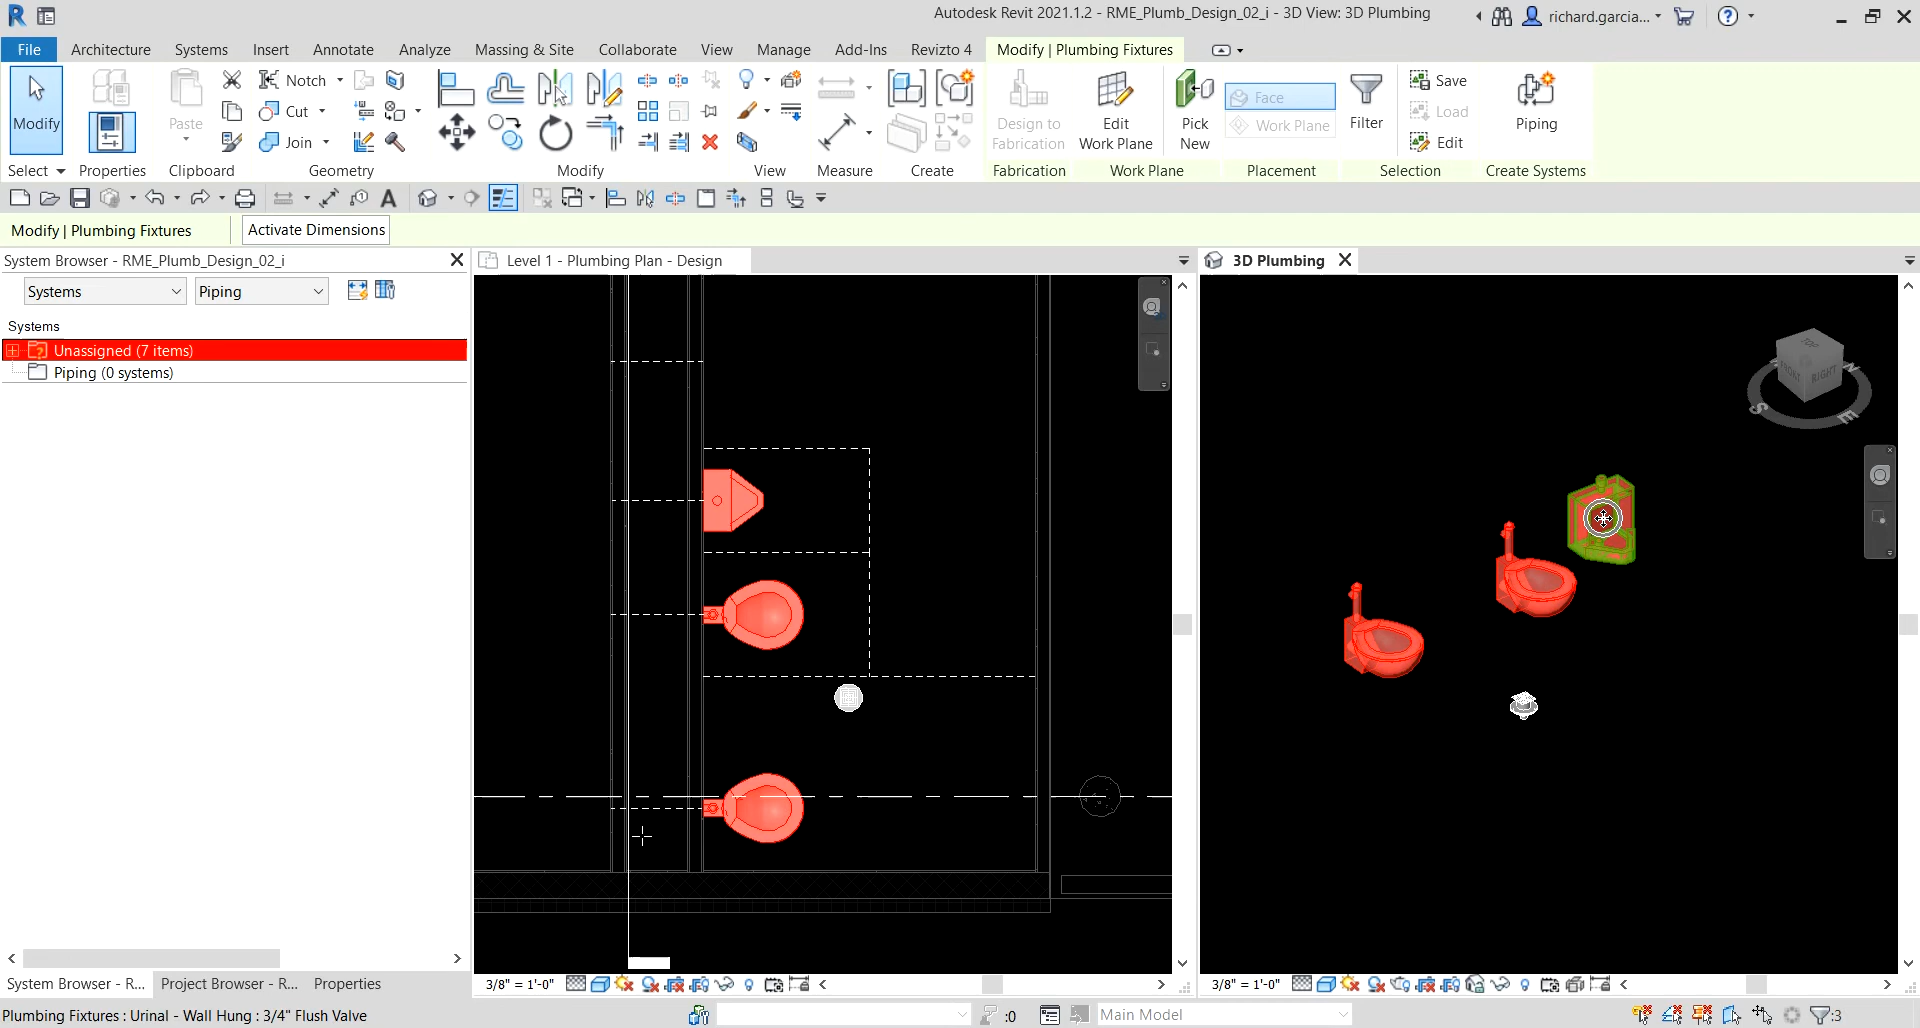 Autodesk Revit 2021.1.2 - RME_Plumb_Design_02_i - 3D View: 3D Plumbing
richard.garcia...
File Architecture Systems Insert Annotate Analyze Massing & Site Collaborate View Manage Add-Ins Revizto 4 Modify | Plumbing Fixtures
Modify
Paste
Notch
Cut
Join
Design to
Fabrication
Edit
Work Plane
Pick
New
Face
Work Plane
Filter
Save
Load
Edit
Piping
Select Properties Clipboard Geometry Modify View Measure Create Fabrication Work Plane Placement Selection Create Systems
Modify | Plumbing Fixtures Activate Dimensions
System Browser - RME_Plumb_Design_02_i
Level 1 - Plumbing Plan - Design
3D Plumbing
Systems Piping
Systems
Unassigned (7 items)
Piping (0 systems)
TOP
FRONT
RIGHT
N
S
E
System Browser - R... Project Browser - R... Properties
3/8" = 1'-0"
3/8" = 1'-0"
Plumbing Fixtures : Urinal - Wall Hung : 3/4" Flush Valve
:0
Main Model
:3